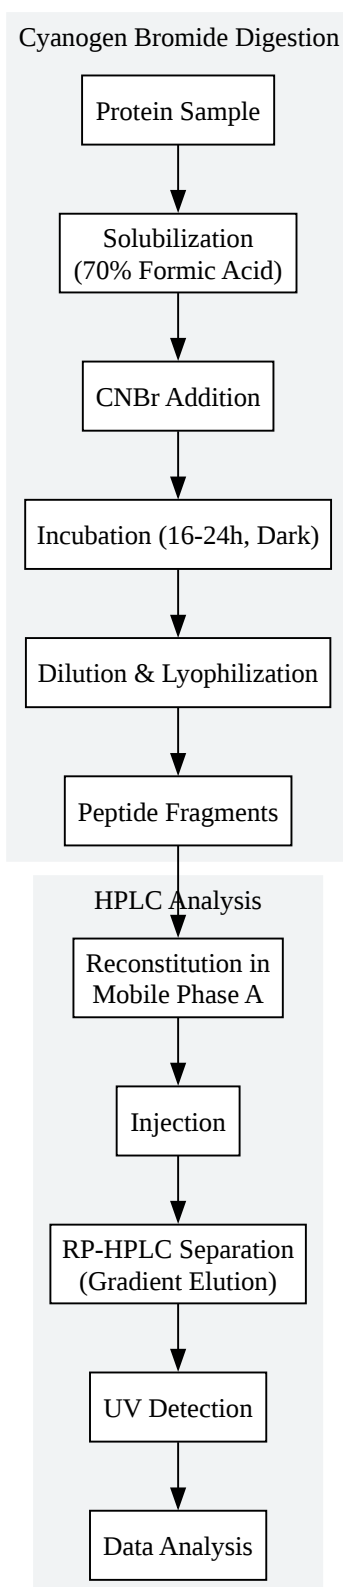 Cyanogen Bromide Digestion
Protein Sample
Solubilization
(70% Formic Acid)
CNBr Addition
Incubation (16-24h, Dark)
Dilution & Lyophilization
Peptide Fragments
HPLC Analysis
Reconstitution in
Mobile Phase A
Injection
RP-HPLC Separation
(Gradient Elution)
UV Detection
Data Analysis